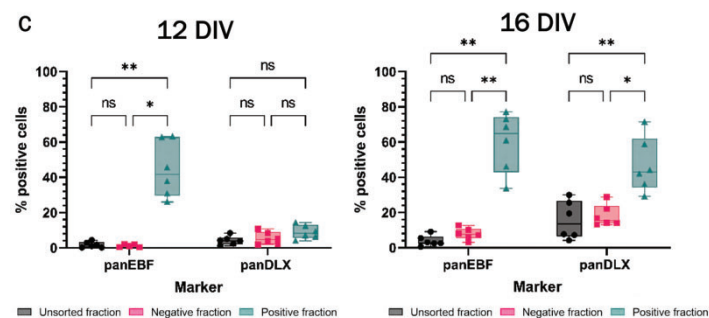 C
12 DIV
16 DIV
**
ns
ns
*
ns
ns
100
80
60
40
20
0
% positive cells
panEBF
panDLX
Marker
Unsorted fraction
Negative fraction
Positive fraction
**
**
ns
**
ns
*
100
80
60
40
20
0
% positive cells
panEBF
panDLX
Marker
Unsorted fraction
Negative fraction
Positive fraction